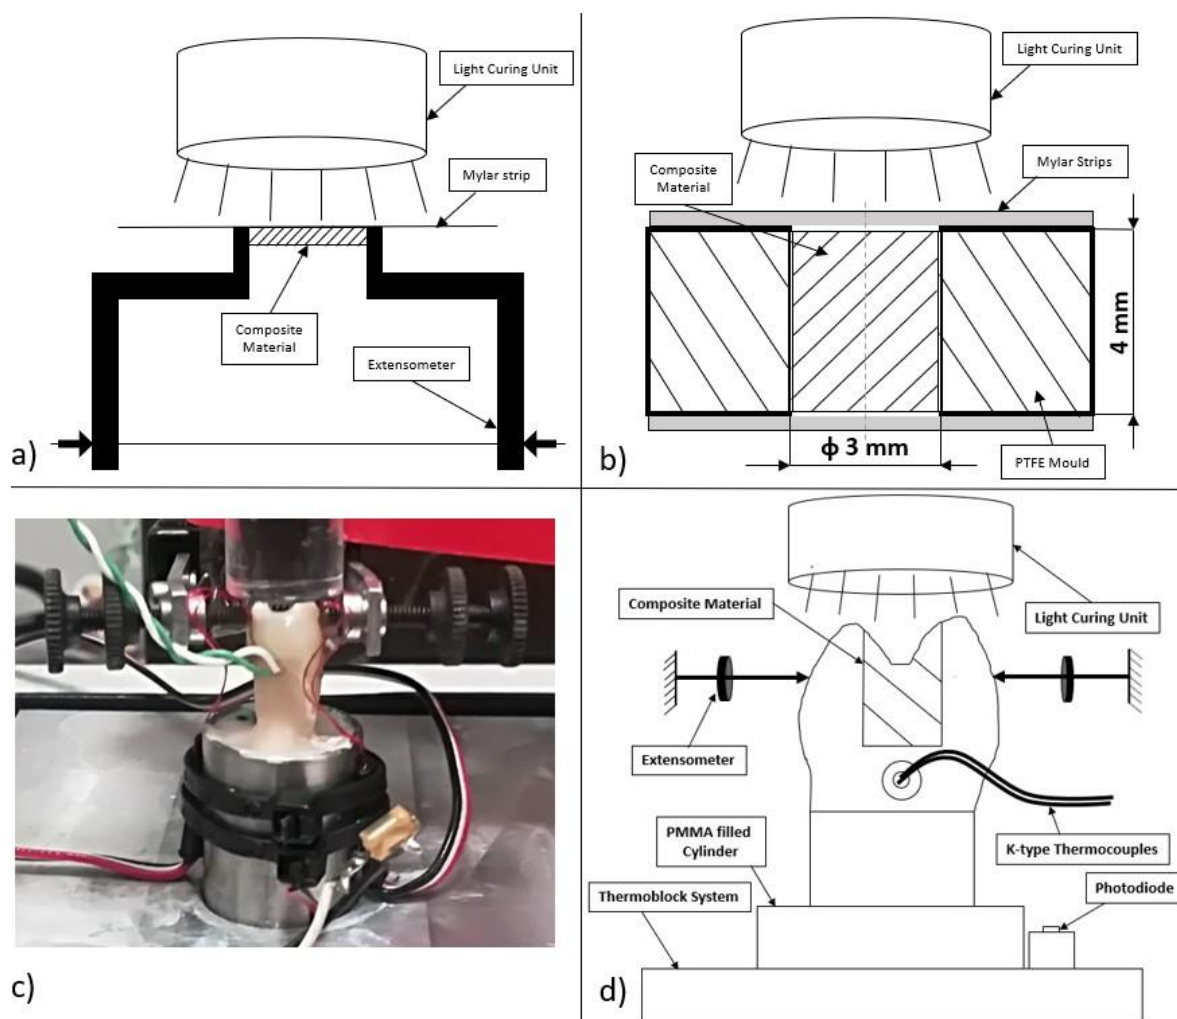 Light Curing Unit
Mylar strip
Composite
Material
Extensometer
a)
Light Curing Unit
Composite
Material
Mylar Strips
4 mm
ϕ 3 mm
PTFE Mould
b)
c)
Composite Material
Light Curing Unit
Extensometer
PMMA filled
Cylinder
K-type Thermocouples
Thermoblock System
Photodiode
d)